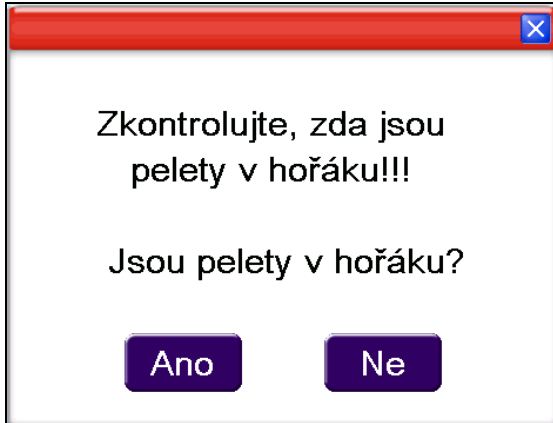 Zkontrolujte, zda jsou
pelety v hořáku!!!
Jsou pelety v hořáku?
Ano Ne